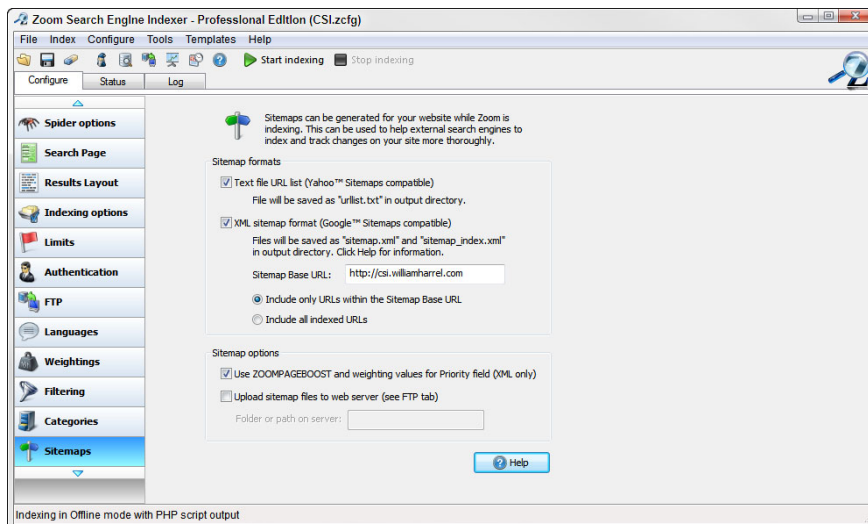 Zoom Search Engine Indexer - Professional Edition (CSI.zcfg)
File Index Configure Tools Templates Help
Start indexing Stop indexing
Configure Status Log
Spider options
Search Page
Results Layout
Indexing options
Limits
Authentication
FTP
Languages
Weightings
Filtering
Categories
Sitemaps
Sitemaps can be generated for your website while Zoom is
indexing. This can be used to help external search engines to
index and track changes on your site more thoroughly.
Sitemap formats
Text file URL list (Yahoo™ Sitemaps compatible)
File will be saved as "urllist.txt" in output directory.
XML sitemap format (Google™ Sitemaps compatible)
Files will be saved as "sitemap.xml" and "sitemap_index.xml"
in output directory. Click Help for information.
Sitemap Base URL: http://csi.williamharrel.com
Include only URLs within the Sitemap Base URL
Include all indexed URLs
Sitemap options
Use ZOOMPAGEBOOST and weighting values for Priority field (XML only)
Upload sitemap files to web server (see FTP tab)
Folder or path on server:
Help
Indexing in Offline mode with PHP script output